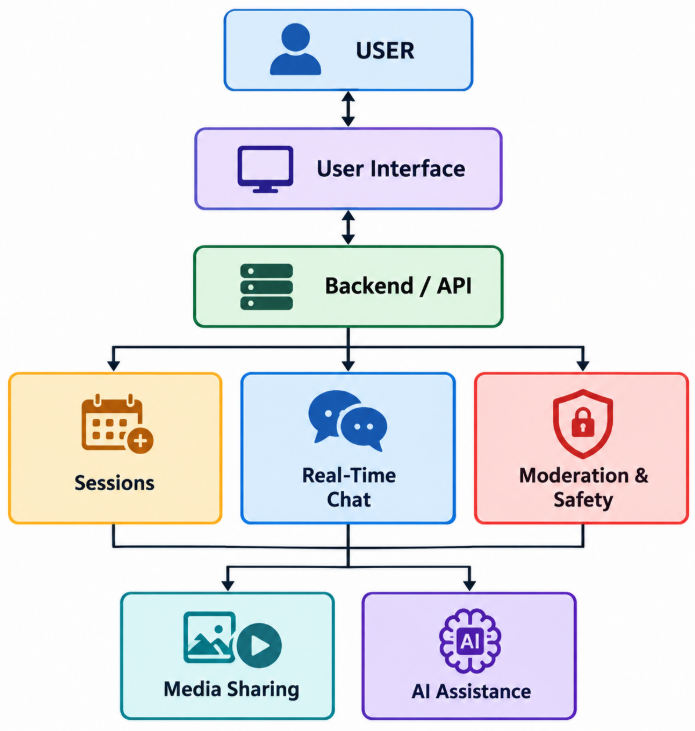 USER
User Interface
Backend / API
Sessions
Real-Time
Chat
Moderation &
Safety
Media Sharing
AI
AI Assistance